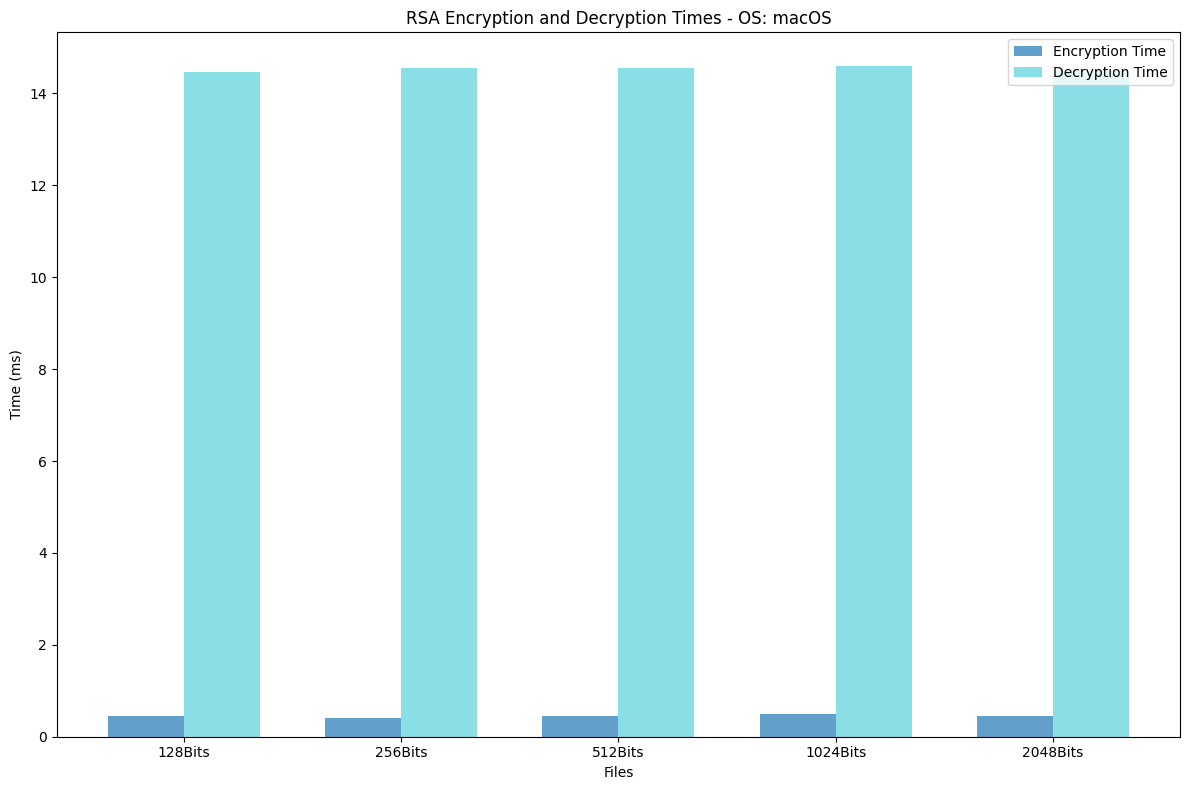 RSA Encryption and Decryption Times - OS: macOS
Encryption Time
Decryption Time
Time (ms)
14
12
10
8
6
4
2
0
128Bits
256Bits
512Bits
1024Bits
2048Bits
Files